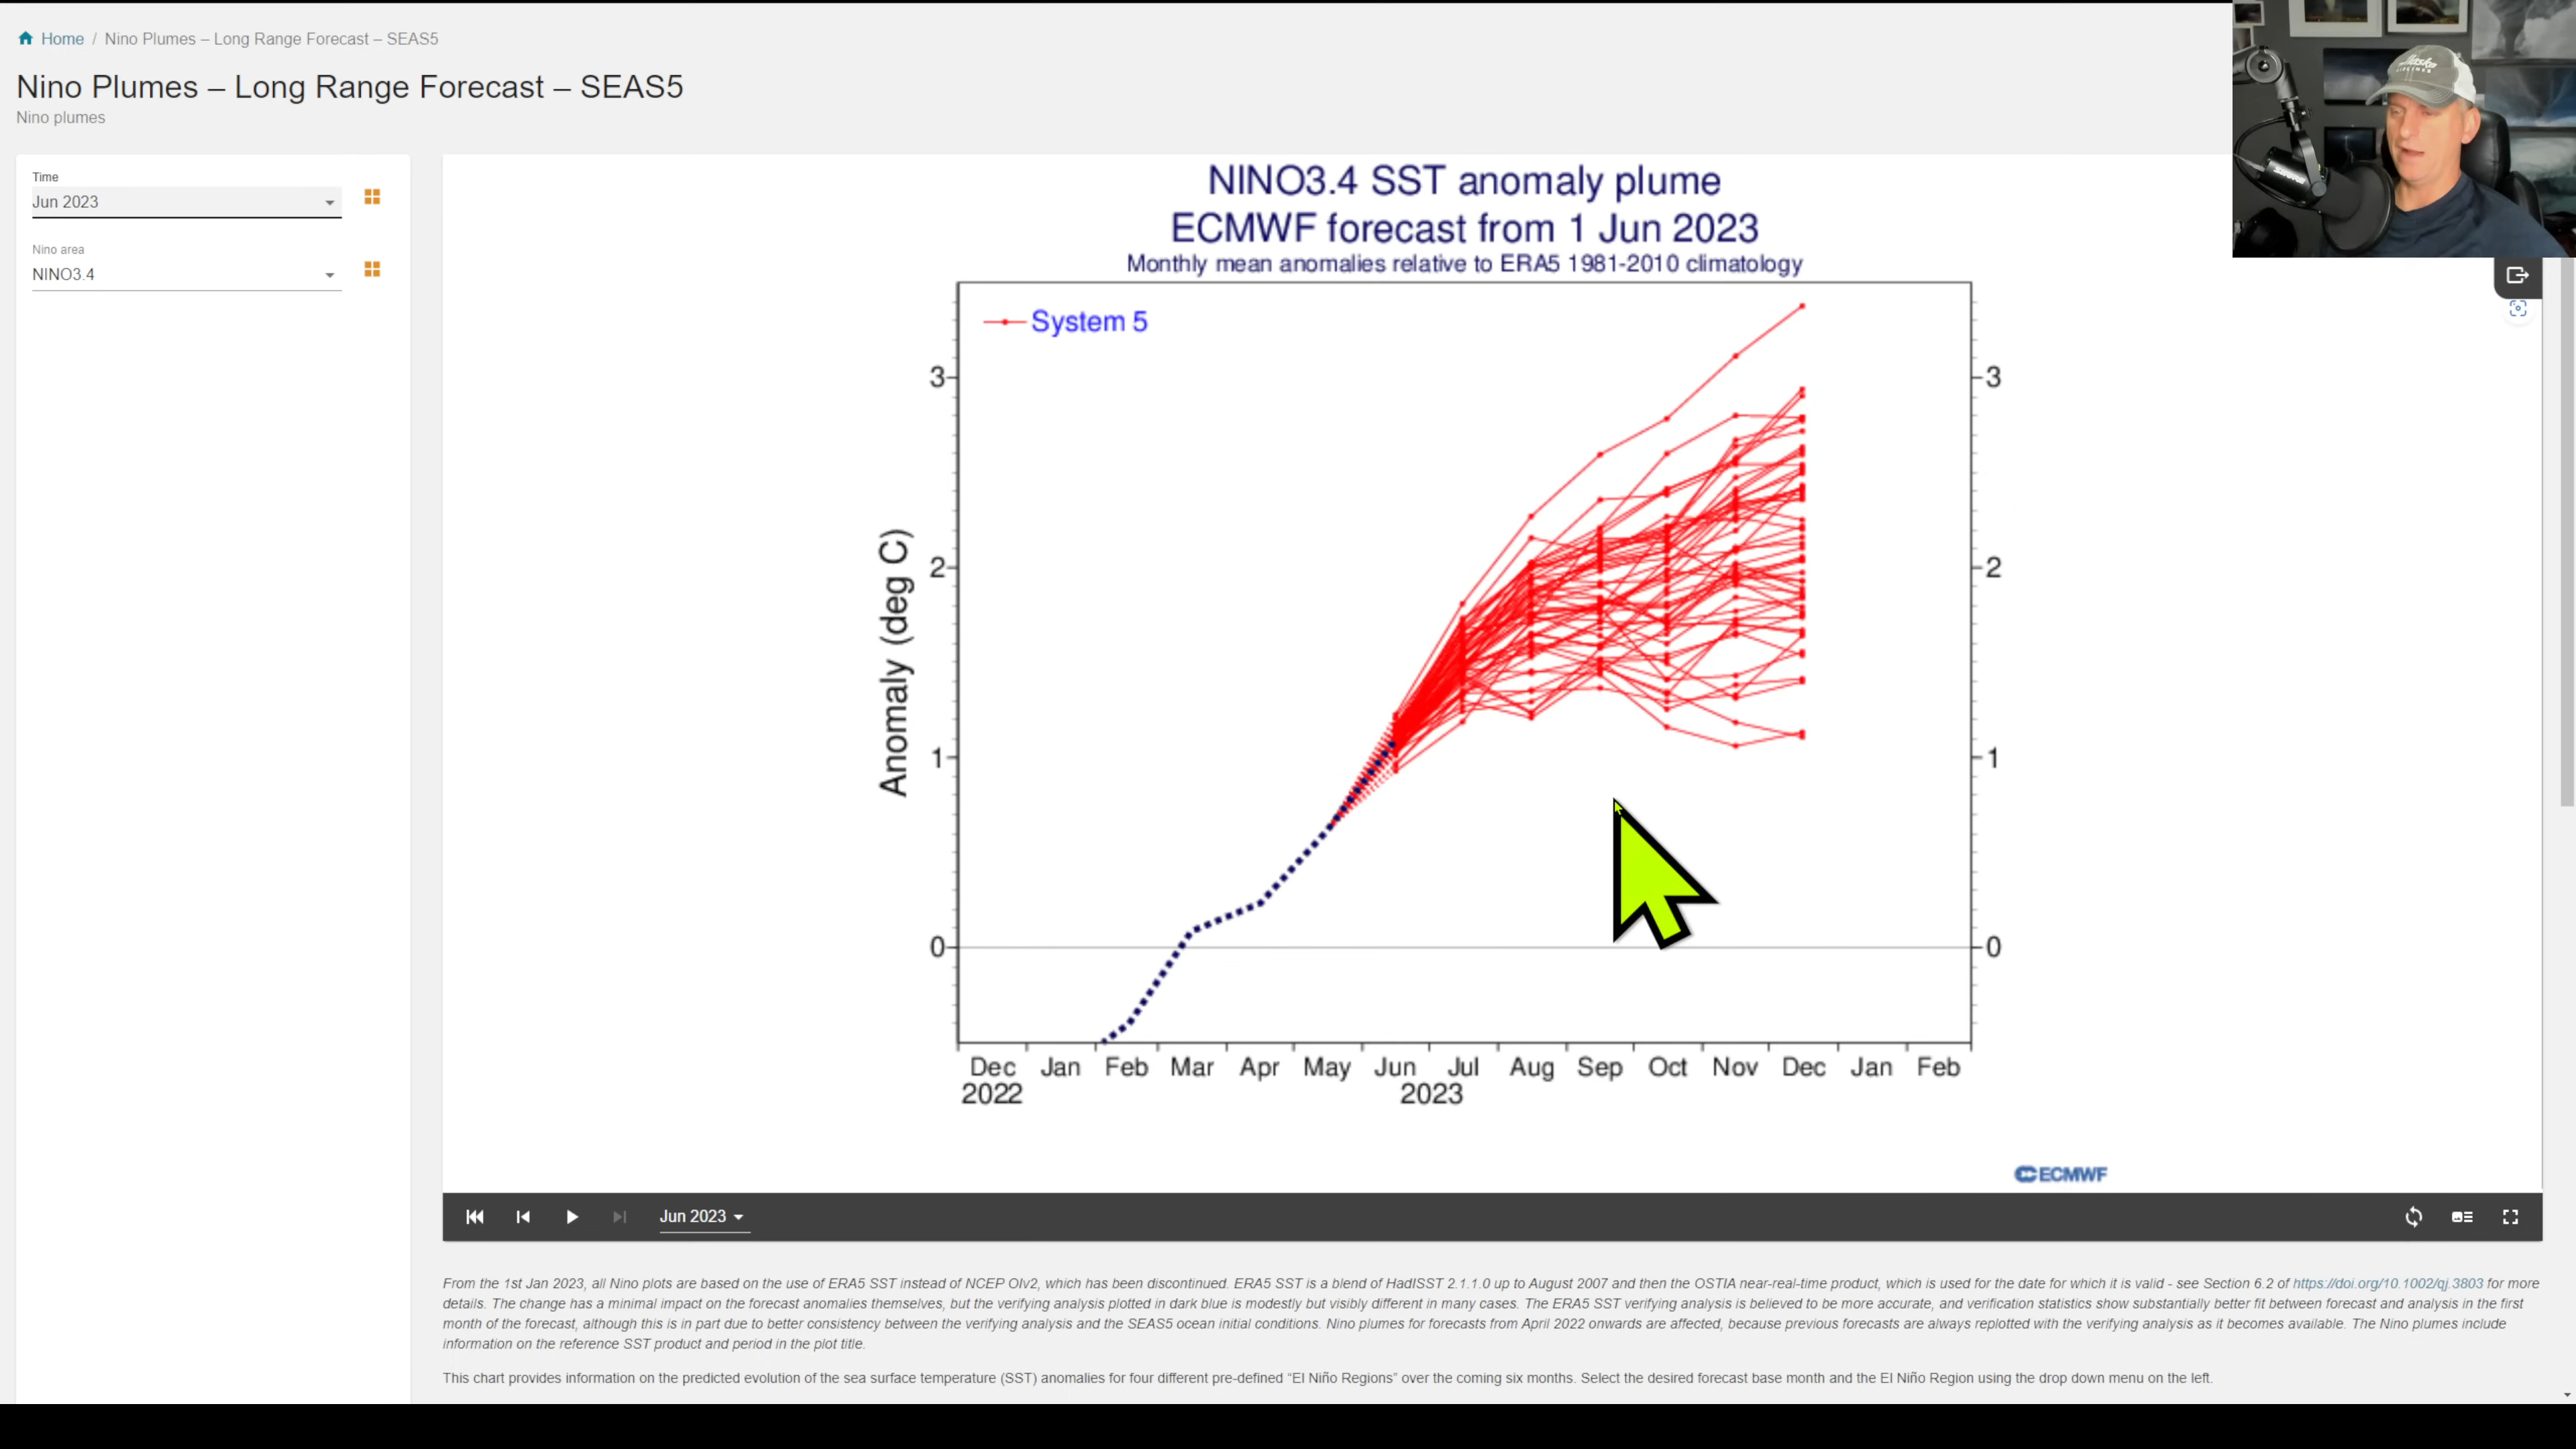 Home / Nino Plumes – Long Range Forecast – SEAS5
Nino Plumes – Long Range Forecast – SEAS5
Nino plumes
Time
Jun 2023
Nino area
NINO3.4
NINO3.4 SST anomaly plume
ECMWF forecast from 1 Jun 2023
Monthly mean anomalies relative to ERA5 1981-2010 climatology
System 5
Anomaly (deg C)
3 3
2 2
1 1
0 0
Dec Jan Feb Mar Apr May Jun Jul Aug Sep Oct Nov Dec Jan Feb
2022 2023
ECMWF
Jun 2023
From the 1st Jan 2023, all Nino plots are based on the use of ERA5 SST instead of NCEP OIv2, which has been discontinued. ERA5 SST is a blend of HadISST 2.1.1.0 up to August 2007 and then the OSTIA near-real-time product, which is used for the date for which it is valid - see Section 6.2 of https://doi.org/10.1002/qj.3803 for more
details. The change has a minimal impact on the forecast anomalies themselves, but the verifying analysis plotted in dark blue is modestly but visibly different in many cases. The ERA5 SST verifying analysis is believed to be more accurate, and verification statistics show substantially better fit between forecast and analysis in the first
month of the forecast, although this is in part due to better consistency between the verifying analysis and the SEAS5 ocean initial conditions. Nino plumes for forecasts from April 2022 onwards are affected, because previous forecasts are always replotted with the verifying analysis as it becomes available. The Nino plumes include
information on the reference SST product and period in the plot title.
This chart provides information on the predicted evolution of the sea surface temperature (SST) anomalies for four different pre-defined “El Niño Regions” over the coming six months. Select the desired forecast base month and the El Niño Region using the drop down menu on the left.